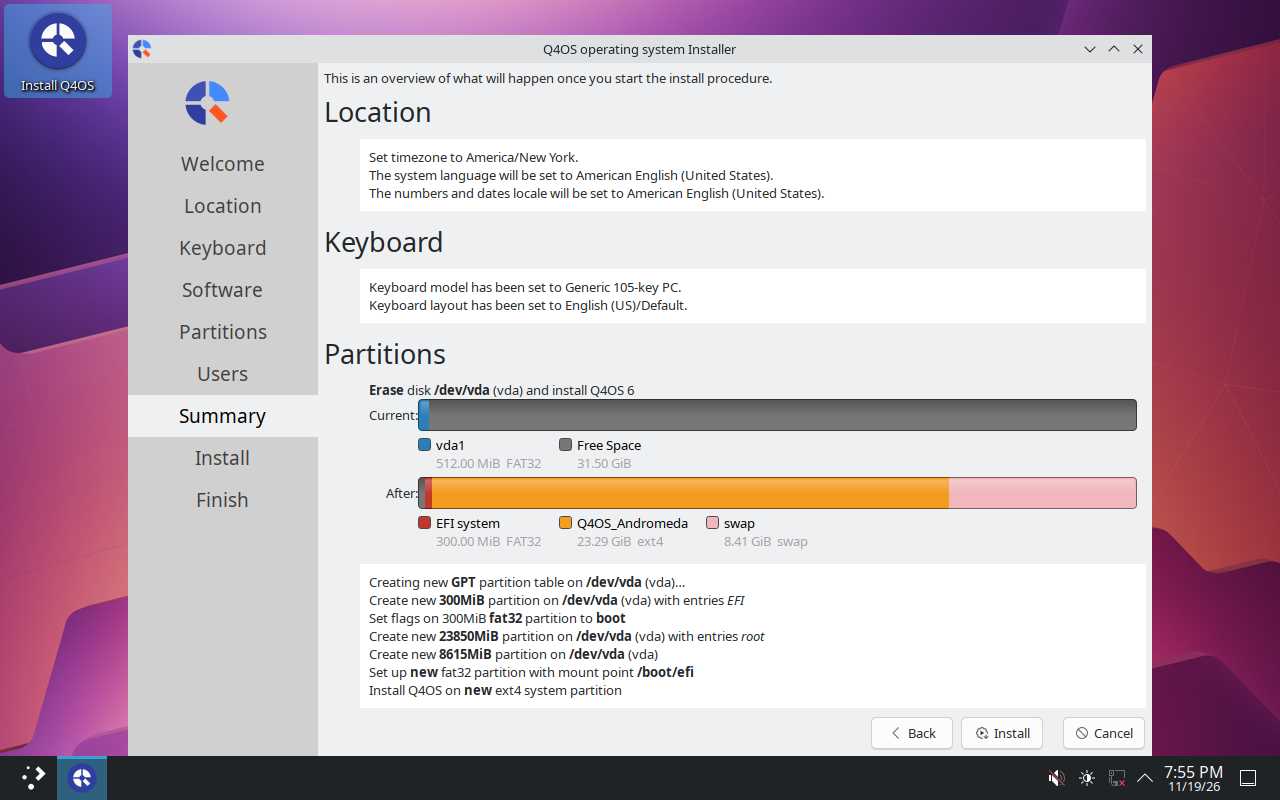 Install Q4OS
Q4OS operating system Installer
Welcome
Location
Keyboard
Software
Partitions
Users
Summary
Install
Finish
This is an overview of what will happen once you start the install procedure.
Location
Set timezone to America/New York.
The system language will be set to American English (United States).
The numbers and dates locale will be set to American English (United States).
Keyboard
Keyboard model has been set to Generic 105-key PC.
Keyboard layout has been set to English (US)/Default.
Partitions
Erase disk /dev/vda (vda) and install Q4OS 6
Current:
vda1 Free Space
512.00 MiB FAT32 31.50 GiB
After:
EFI system Q4OS_Andromeda swap
300.00 MiB FAT32 23.29 GiB ext4 8.41 GiB swap
Creating new GPT partition table on /dev/vda (vda)...
Create new 300MiB partition on /dev/vda (vda) with entries EFI
Set flags on 300MiB fat32 partition to boot
Create new 23850MiB partition on /dev/vda (vda) with entries root
Create new 8615MiB partition on /dev/vda (vda)
Set up new fat32 partition with mount point /boot/efi
Install Q4OS on new ext4 system partition
Back Install Cancel
7:55 PM
11/19/26